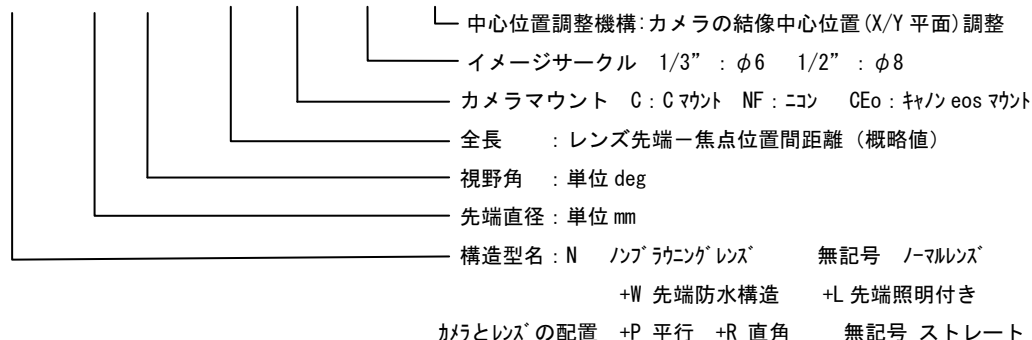 中心位置調整機構:カメラの結像中心位置(X/Y 平面)調整
イメージサークル 1/3” :φ6 1/2” :φ8
カメラマウント C:Cﾏｳﾝﾄ NF:ﾆｺﾝ CEo:ｷｬﾉﾝ eos ﾏｳﾝﾄ
全長 :レンズ先端－焦点位置間距離（概略値）
視野角 :単位 deg
先端直径:単位 mm
構造型名:N ﾉﾝﾌﾞﾗｳﾆﾝｸﾞﾚﾝｽﾞ 無記号 ﾉｰﾏﾙﾚﾝｽﾞ
+W 先端防水構造 +L 先端照明付き
ｶﾒﾗとﾚﾝｽﾞの配置 +P 平行 +R 直角 無記号 ストレート